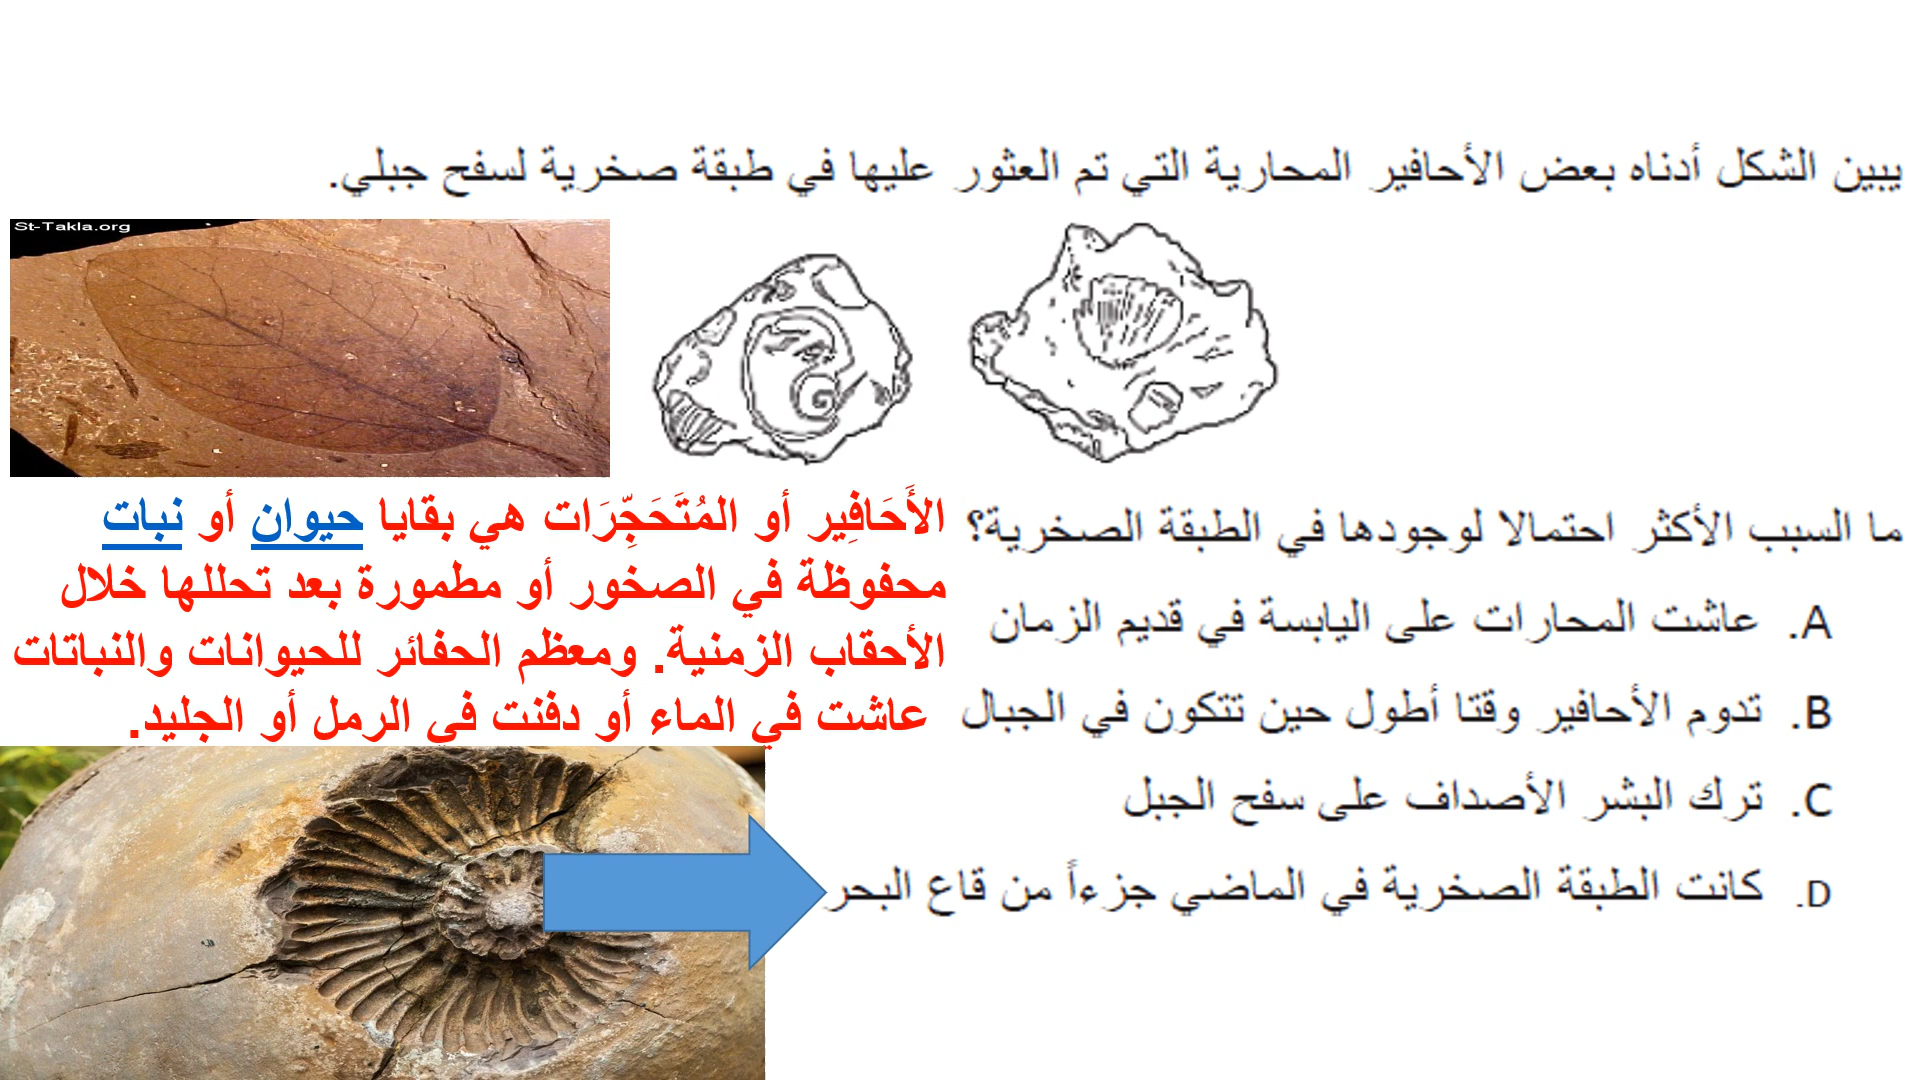 يبين الشكل أدناه بعض الأحافير المحارية التي تم العثور عليها في طبقة صخرية لسفح جبلي.
St-Takla.org
الأَحَافِير أو المُتَحَجِّرَات هي بقايا حيوان أو نبات
محفوظة في الصخور أو مطمورة بعد تحللها خلال
الأحقاب الزمنية. ومعظم الحفائر للحيوانات والنباتات
عاشت في الماء أو دفنت في الرمل أو الجليد.
ما السبب الأكثر احتمالا لوجودها في الطبقة الصخرية؟
A. عاشت المحارات على اليابسة في قديم الزمان
B. تدوم الأحافير وقتا أطول حين تتكون في الجبال
C. ترك البشر الأصداف على سفح الجبل
D. كانت الطبقة الصخرية في الماضي جزءاً من قاع البحر